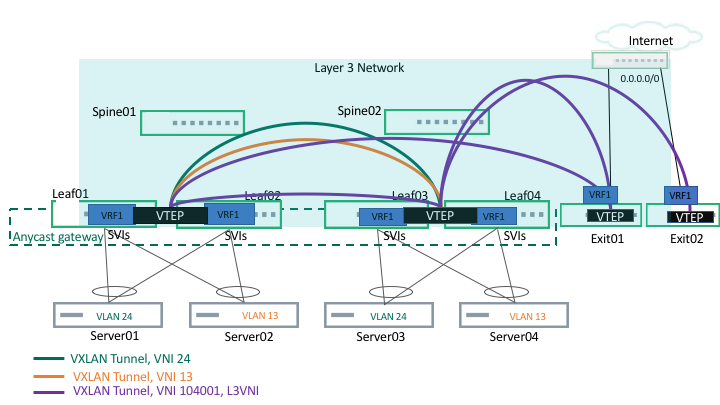 Internet
Layer 3 Network
0.0.0.0/0
Spine01
Spine02
Leaf01
Leaf02
Leaf03
Leaf04
VRF1
VRF1
VRF1
VTEP
VRF1
VRF1
VTEP
VRF1
VTEP
VTEP
Anycast gateway
SVIs
SVIs
SVIs
SVIs
Exit01
Exit02
VLAN 24
VLAN 13
VLAN 24
VLAN 13
Server01
Server02
Server03
Server04
VXLAN Tunnel, VNI 24
VXLAN Tunnel, VNI 13
VXLAN Tunnel, VNI 104001, L3VNI